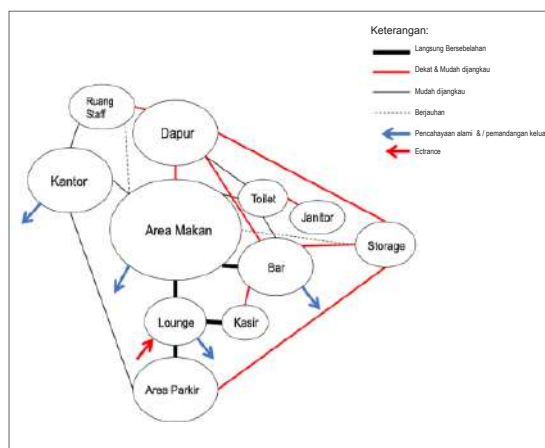 Keterangan:
Langsung Bersebelahan
Dekat & Mudah dijangkau
Mudah dijangkau
Berjauhan
Pencahayaan alami & / pemandangan kelua
Ectrance
Ruang
Staff
Dapur
Kantor
Toilet
Janitor
Area Makan
Storage
Bar
Lounge
Kasir
Area Parkir